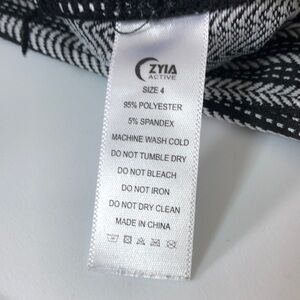 ZYIA
ACTIVE
SIZE 4
95% POLYESTER
5% SPANDEX
MACHINE WASH COLD
DO NOT TUMBLE DRY
DO NOT BLEACH
DO NOT IRON
DO NOT DRY CLEAN
MADE IN CHINA